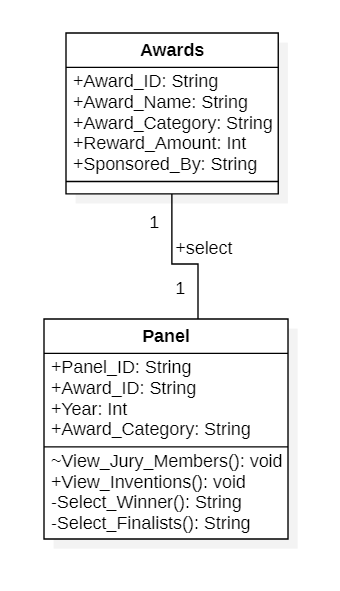 Awards
+Award_ID: String
+Award_Name: String
+Award_Category: String
+Reward_Amount: Int
+Sponsored_By: String
1
+select
1
Panel
+Panel_ID: String
+Award_ID: String
+Year: Int
+Award_Category: String
~View_Jury_Members(): void
+View_Inventions(): void
-Select_Winner(): String
-Select_Finalists(): String